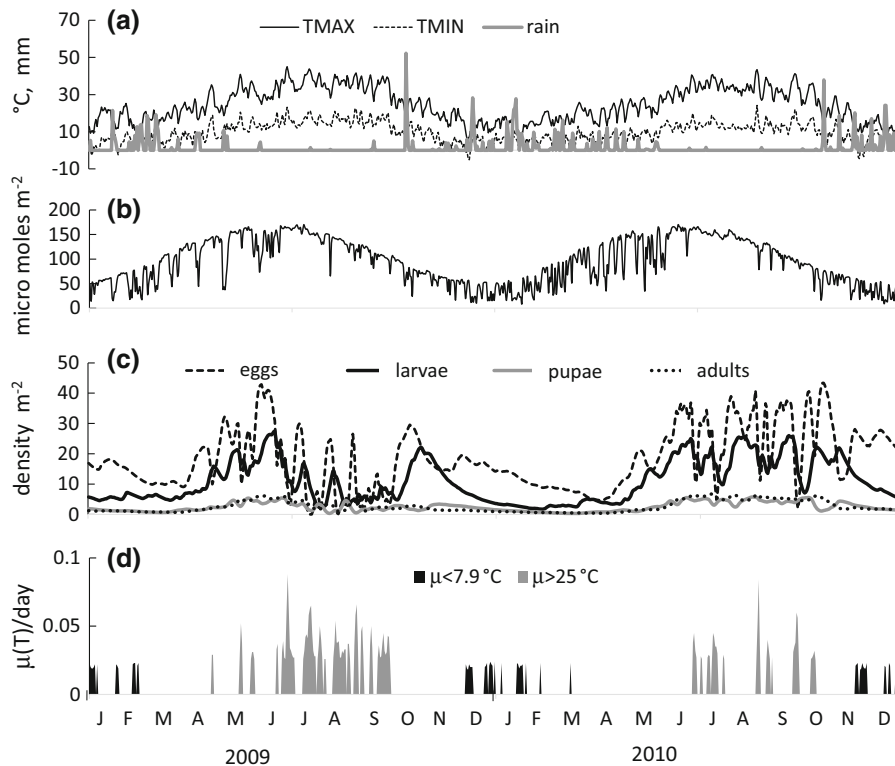 (a)
TMAX TMIN rain
70
50
30
10
-10
°C, mm
(b)
200
150
100
50
0
micro moles m-2
(c)
eggs larvae pupae adults
50
40
30
20
10
0
density m-2
(d)
μ<7.9 °C μ>25 °C
0.1
0.05
0
μ(T)/day
J F M A M J J A S O N D J F M A M J J A S O N D
2009 2010